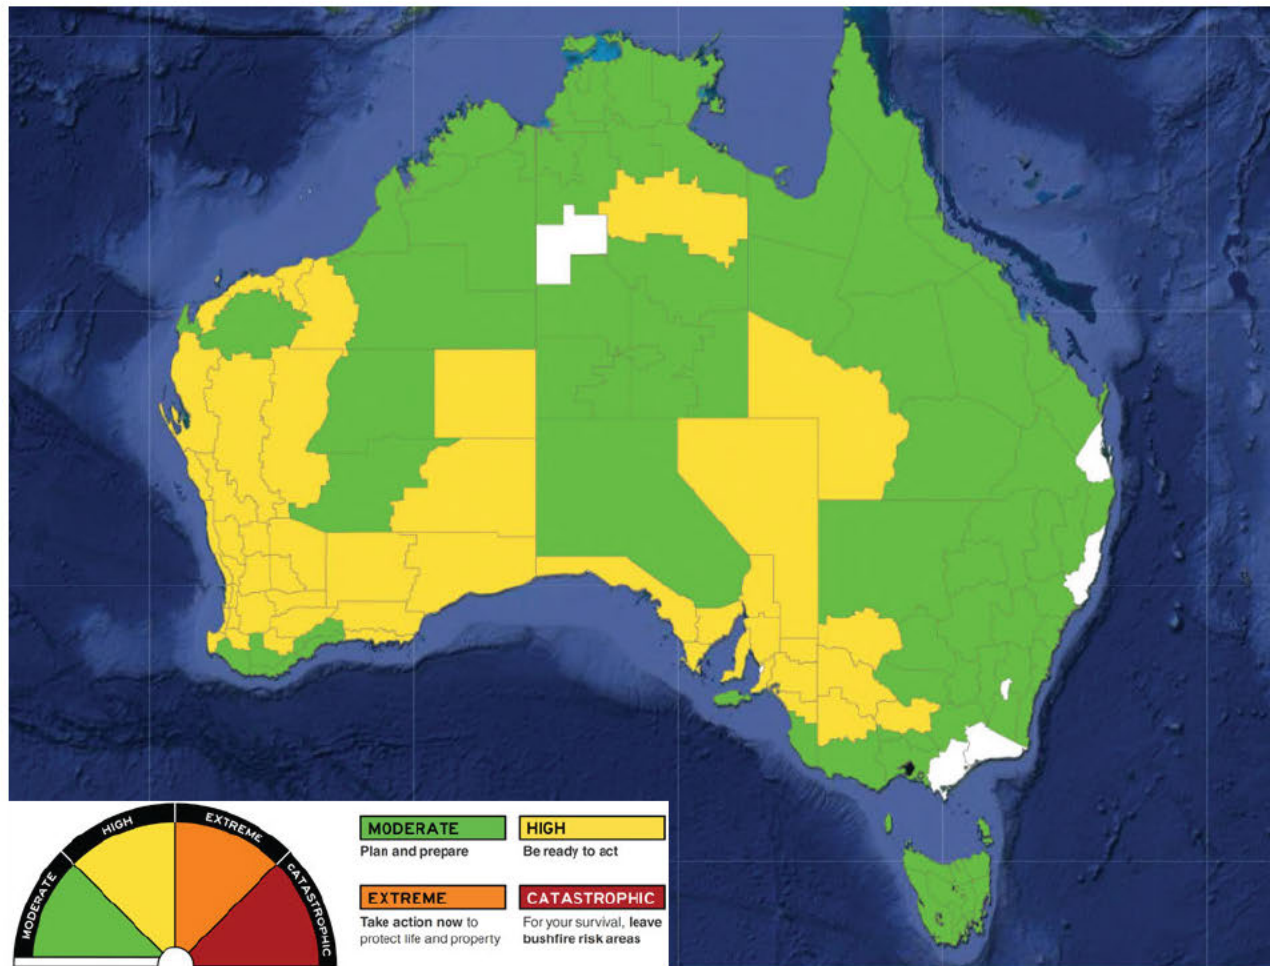 MODERATE
HIGH
EXTREME
CATASTROPHIC
MODERATE
Plan and prepare
HIGH
Be ready to act
EXTREME
Take action now to
protect life and property
CATASTROPHIC
For your survival, leave
bushfire risk areas